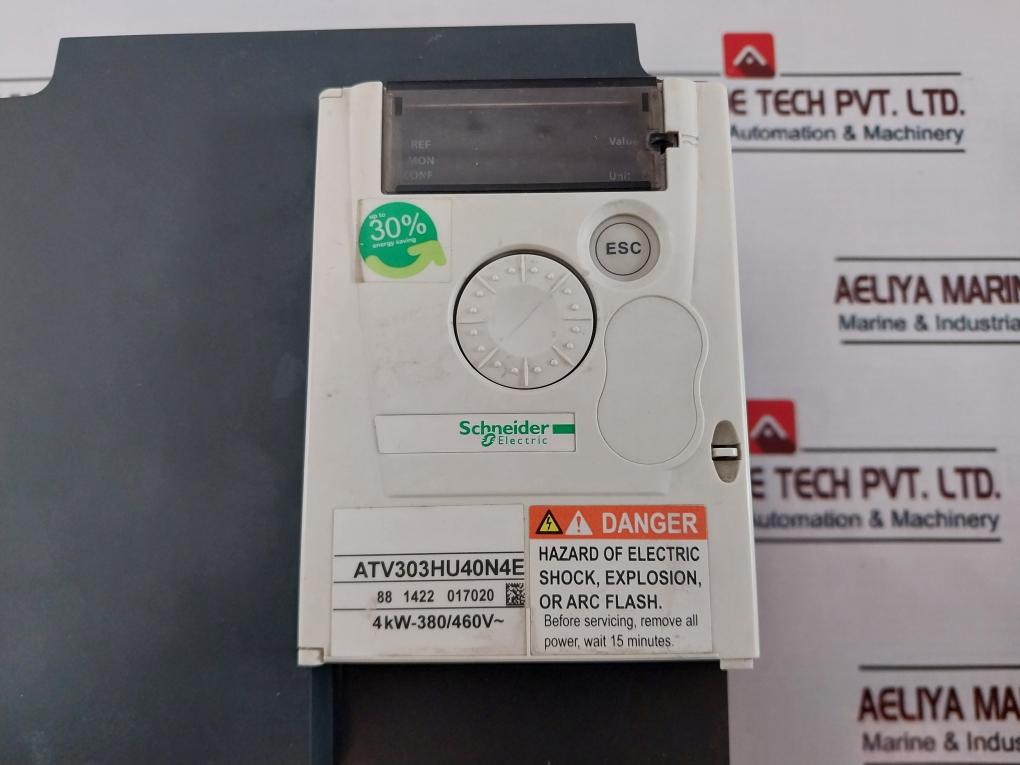 REF
MON
CONF
Value
Unit
up to
30%
energy saving
ESC
Schneider
Electric
ATV303HU40N4E
88 1422 017020
4kW-380/460V~
DANGER
HAZARD OF ELECTRIC
SHOCK, EXPLOSION,
OR ARC FLASH.
Before servicing, remove all
power, wait 15 minutes.
E TECH PVT. LTD.
Automation & Machinery
AELIYA MARIN
Marine & Industria
E TECH PVT. LTD.
utomation & Machinery
AELIYA MA
Marine & Indus